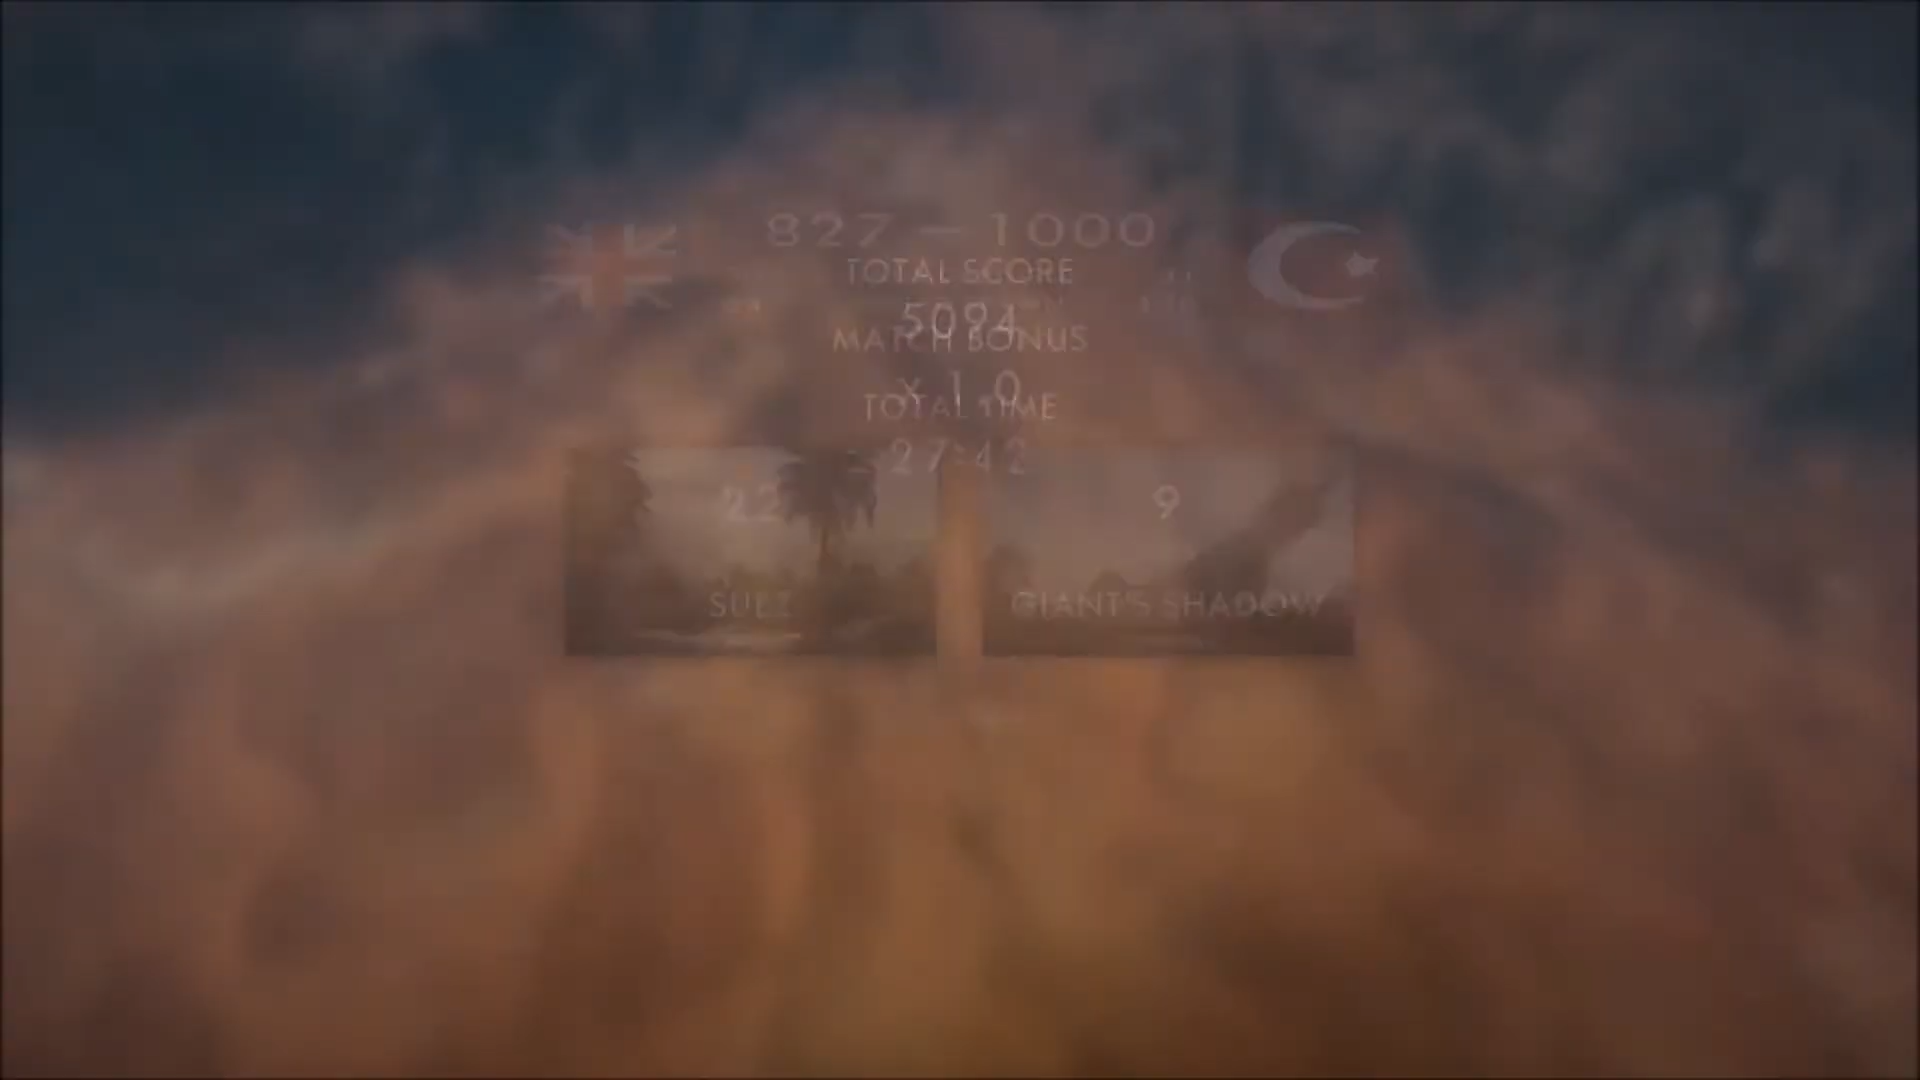 827 – 1000
TOTAL SCORE
5094
MATCH BONUS
x 1.0
TOTAL TIME
27:42
22 9
SUEZ GIANT'S SHADOW